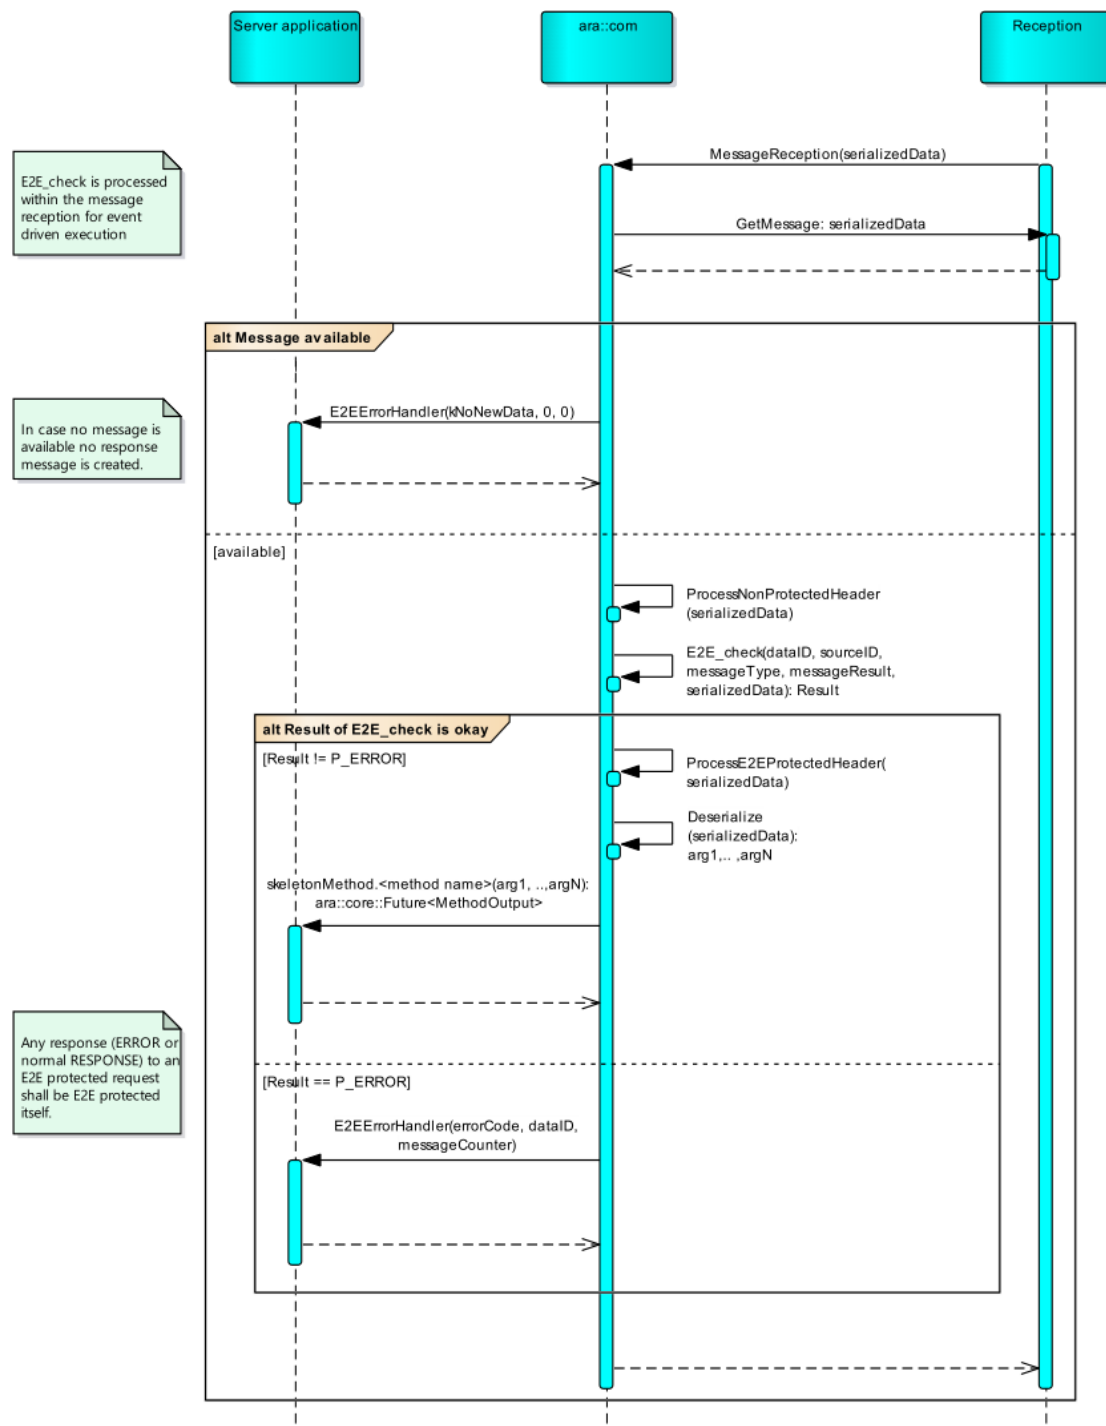 Server application
ara::com
Reception
MessageReception(serializedData)
E2E_check is processed
within the message
reception for event
driven execution
GetMessage: serializedData
alt Message available
E2EErrorHandler(kNoNewData, 0, 0)
In case no message is
available no response
message is created.
[available]
ProcessNonProtectedHeader
(serializedData)
E2E_check(dataID, sourceID,
messageType, messageResult,
serializedData): Result
alt Result of E2E_check is okay
[Result != P_ERROR]
ProcessE2EProtectedHeader(
serializedData)
Deserialize
(serializedData):
arg1,.. ,argN
skeletonMethod.<method name>(arg1, ..,argN):
ara::core::Future<MethodOutput>
Any response (ERROR or
normal RESPONSE) to an
E2E protected request
shall be E2E protected
itself.
[Result == P_ERROR]
E2EErrorHandler(errorCode, dataID,
messageCounter)